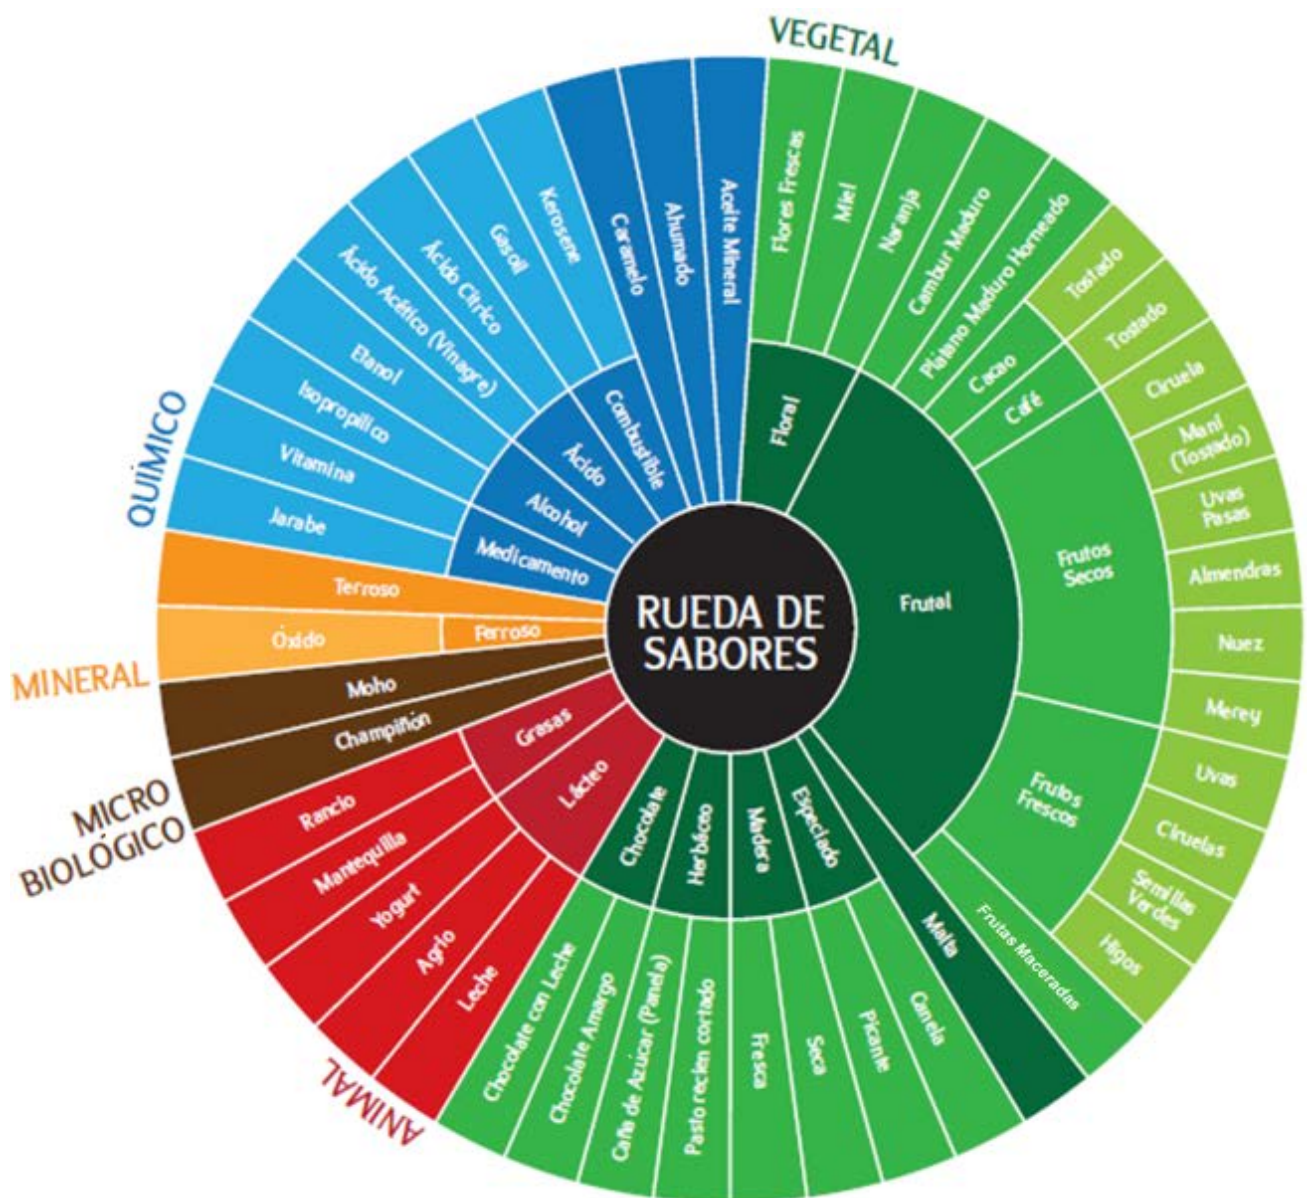 RUEDA DE
SABORES
VEGETAL
Floral
Flores Frescas
Miel
Naranja
Frutal
Cambur Maduro
Plátano Maduro Horneado
Cacao
Tostado
Café
Tostado
Frutos
Secos
Ciruela
Maní
(Tostado)
Uvas
Pasas
Almendras
Nuez
Merey
Frutos
Frescos
Uvas
Ciruelas
Semillas
Verdes
Higos
Frutas Maceradas
Malta
Especiado
Canela
Picante
Madera
Seca
Fresca
Herbáceo
Pasto recien cortado
Caña de Azúcar (Panela)
Chocolate
Chocolate Amargo
Chocolate con Leche
ANIMAL
Lácteo
Leche
Agrio
Yogurt
Grasas
Mantequilla
Rancio
MICRO
BIOLÓGICO
Champiñón
Moho
MINERAL
Ferroso
Óxido
Terroso
QUÍMICO
Medicamento
Jarabe
Vitamina
Alcohol
Isopropílico
Etanol
Ácido
Ácido Acético (Vinagre)
Ácido Cítrico
Combustible
Gasoil
Kerosene
Caramelo
Ahumado
Aceite Mineral